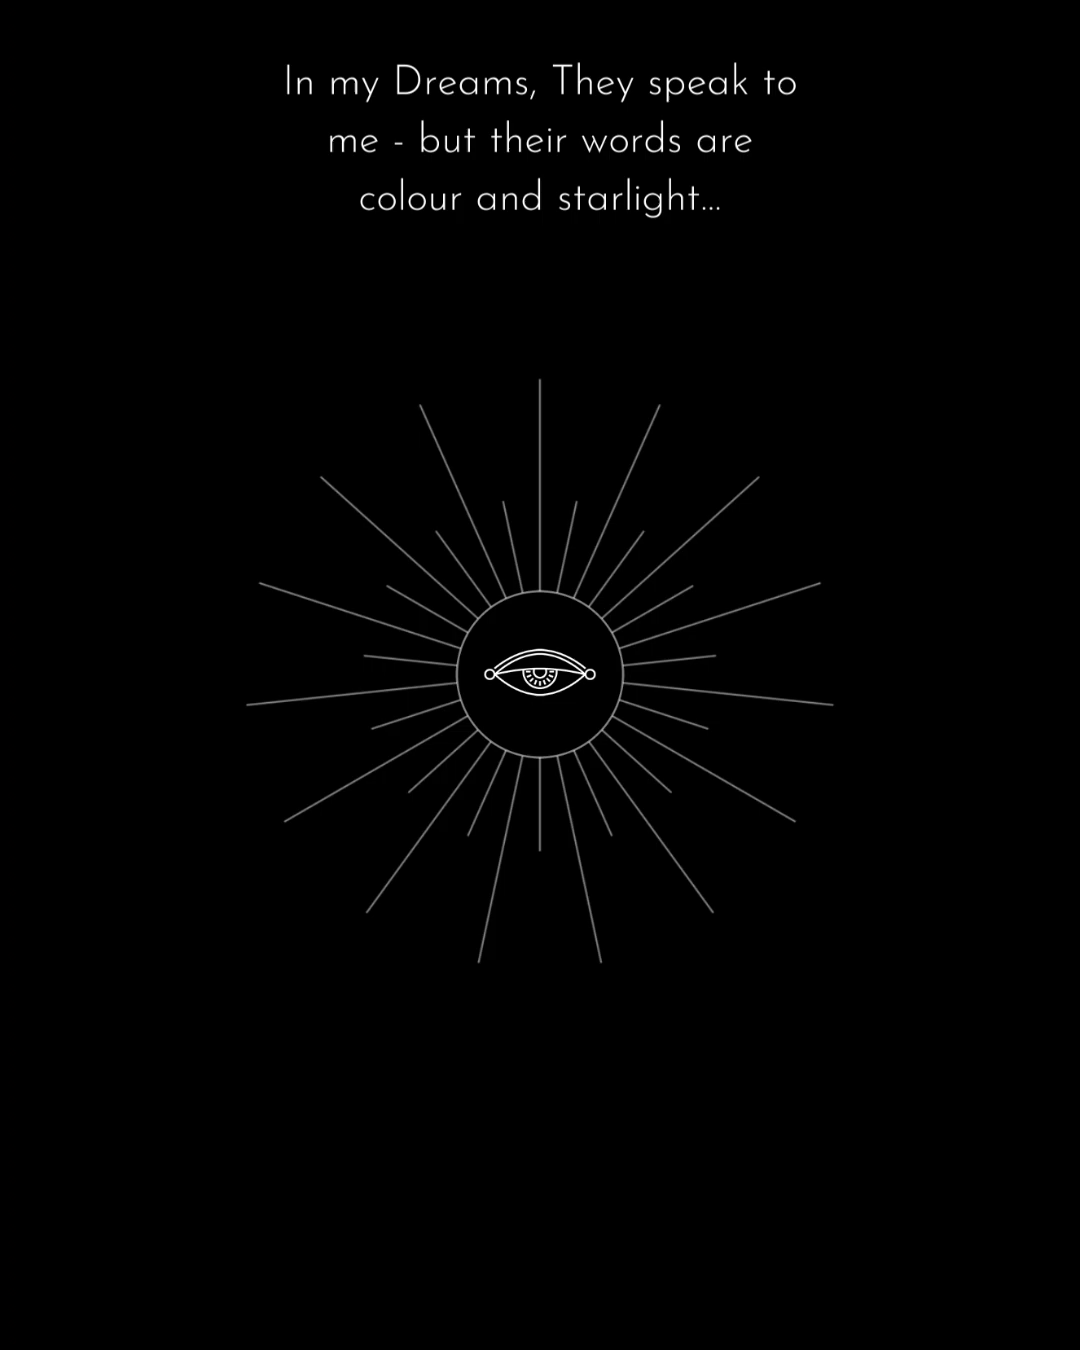 In my Dreams, They speak to
me - but their words are
colour and starlight...